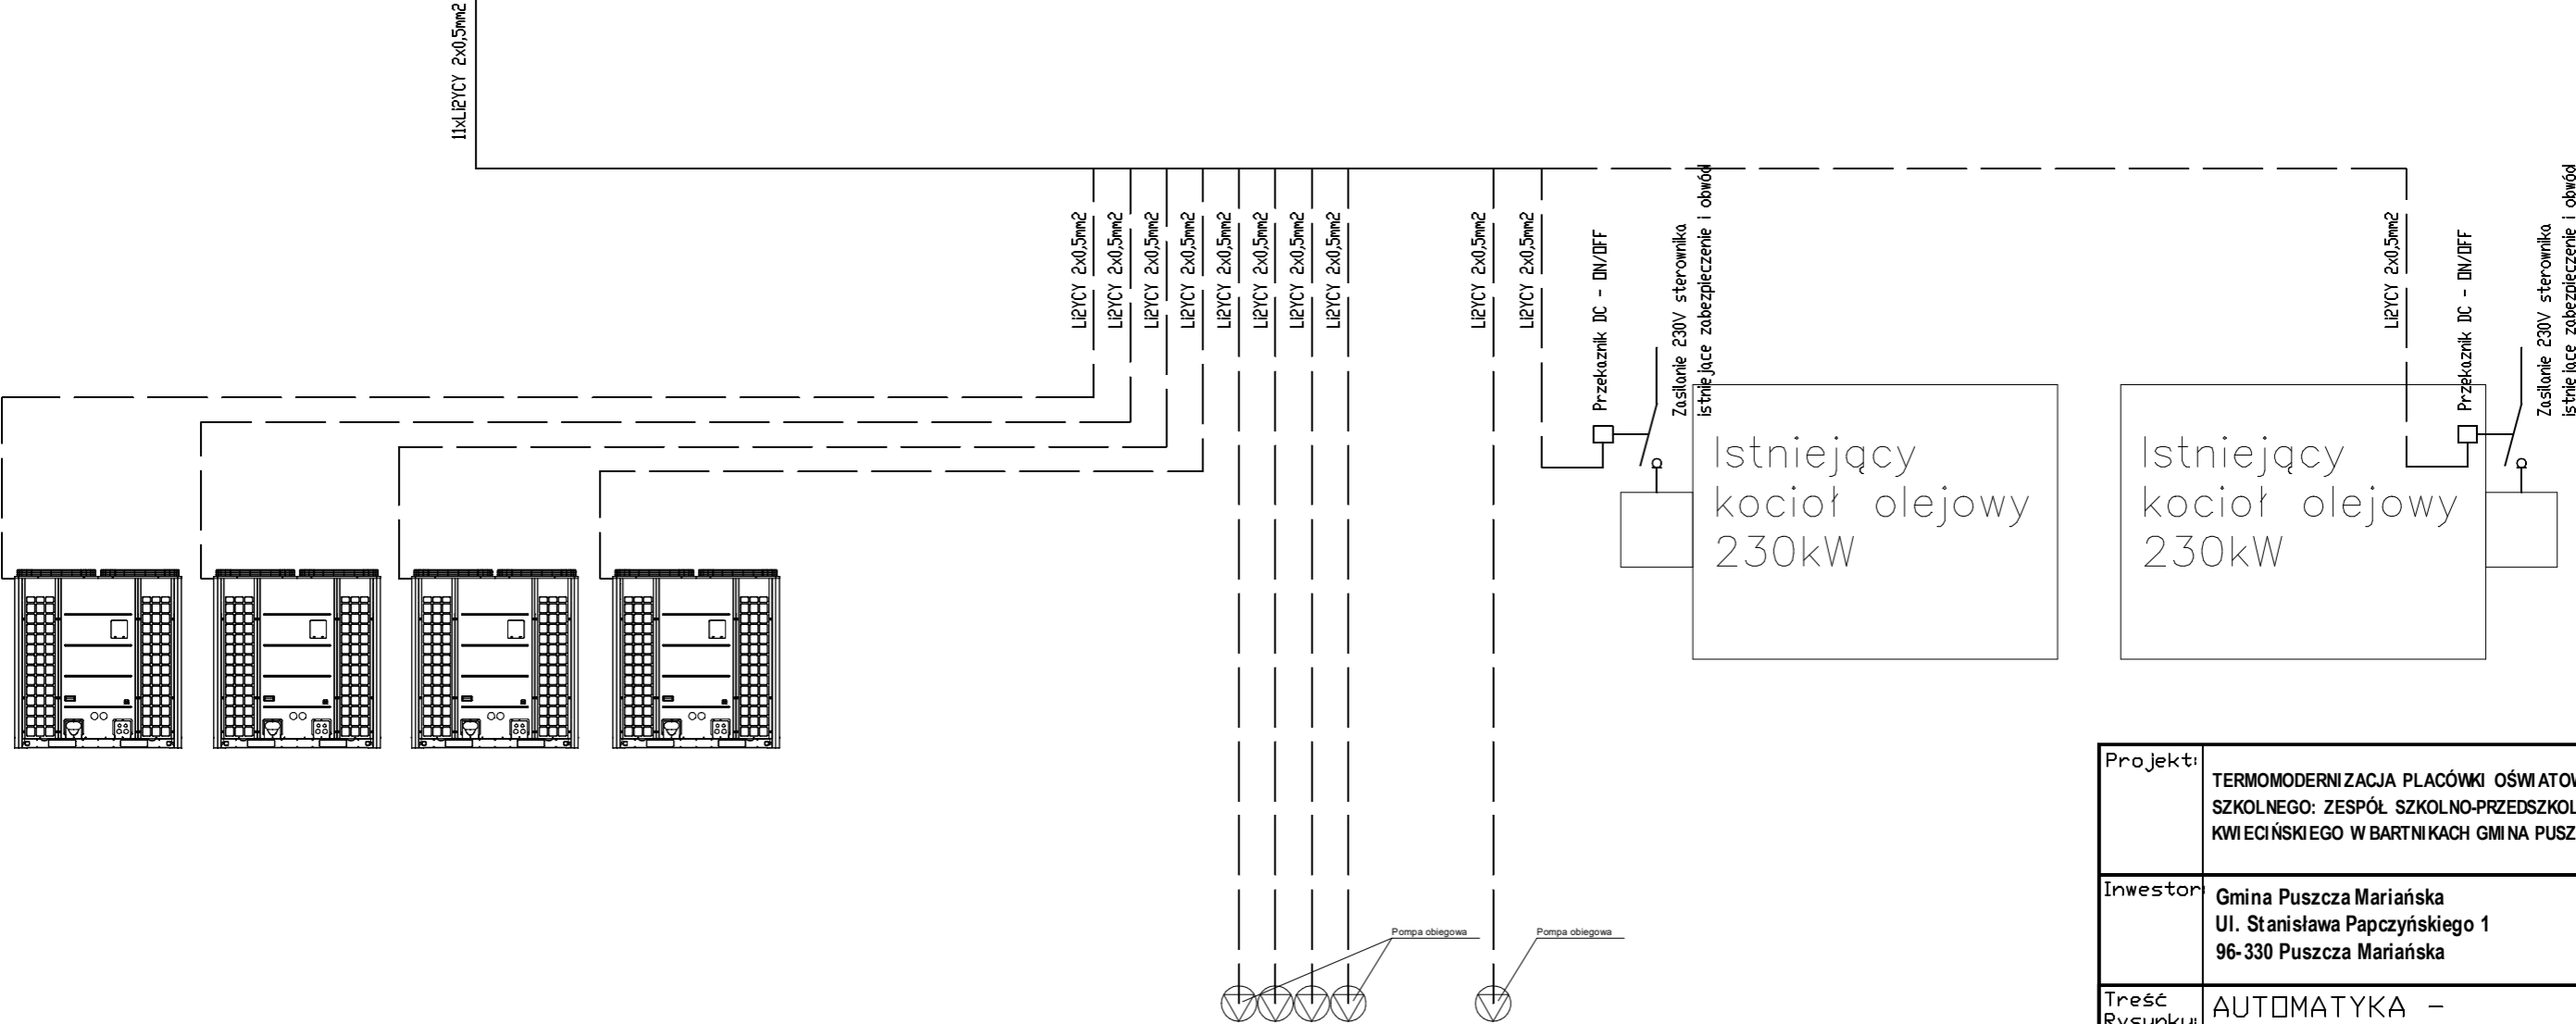 11xLi2YCY 2x0,5mm2
Li2YCY 2x0,5mm2
Li2YCY 2x0,5mm2
Li2YCY 2x0,5mm2
Li2YCY 2x0,5mm2
Li2YCY 2x0,5mm2
Li2YCY 2x0,5mm2
Li2YCY 2x0,5mm2
Li2YCY 2x0,5mm2
Li2YCY 2x0,5mm2
Li2YCY 2x0,5mm2
Przekaznik DC - ON/OFF
Zasilanie 230V sterownika
istniejące zabezpieczenie i obwód
Li2YCY 2x0,5mm2
Przekaznik DC - ON/OFF
Zasilanie 230V sterownika
istniejące zabezpieczenie i obwód
Istniejący
kocioł olejowy
230kW
Istniejący
kocioł olejowy
230kW
Pompa obiegowa
Pompa obiegowa
Projekt:
TERMOMODERNIZACJA PLACÓWKI OŚWIATOW
SZKOLNEGO: ZESPÓŁ SZKOLNO-PRZEDSZKOL
KWIECIŃSKIEGO W BARTNIKACH GMINA PUSZ
Inwestor:
Gmina Puszcza Mariańska
Ul. Stanisława Papczyńskiego 1
96-330 Puszcza Mariańska
Treść
Rysunku:
AUTOMATYKA -